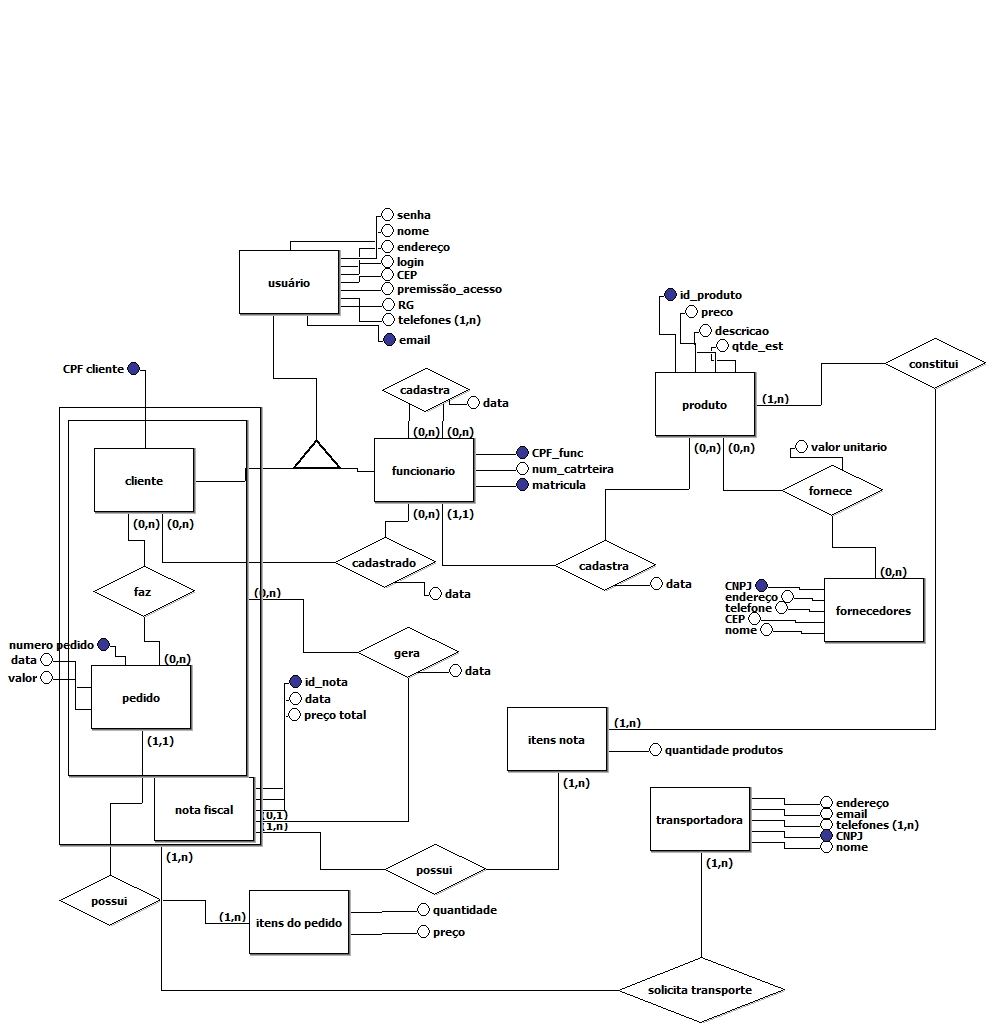 senha
nome
endereço
login
CEP
premissão_acesso
RG
telefones (1,n)
email
usuário
id_produto
preco
descricao
qtde_est
produto
(1,n)
(0,n)
(0,n)
constitui
CPF cliente
cliente
(0,n)
(0,n)
cadastra
data
(0,n)
(0,n)
funcionario
CPF_func
num_catrteira
matricula
(0,n)
(1,1)
valor unitario
fornece
(0,n)
cadastrado
data
cadastra
data
CNPJ
endereço
telefone
CEP
nome
fornecedores
faz
(0,n)
(0,n)
numero pedido
data
valor
pedido
(1,1)
gera
data
id_nota
data
preço total
nota fiscal
(0,1)
(1,n)
(1,n)
itens nota
(1,n)
quantidade produtos
(1,n)
transportadora
endereço
email
telefones (1,n)
CNPJ
nome
(1,n)
possui
possui
(1,n)
itens do pedido
quantidade
preço
solicita transporte